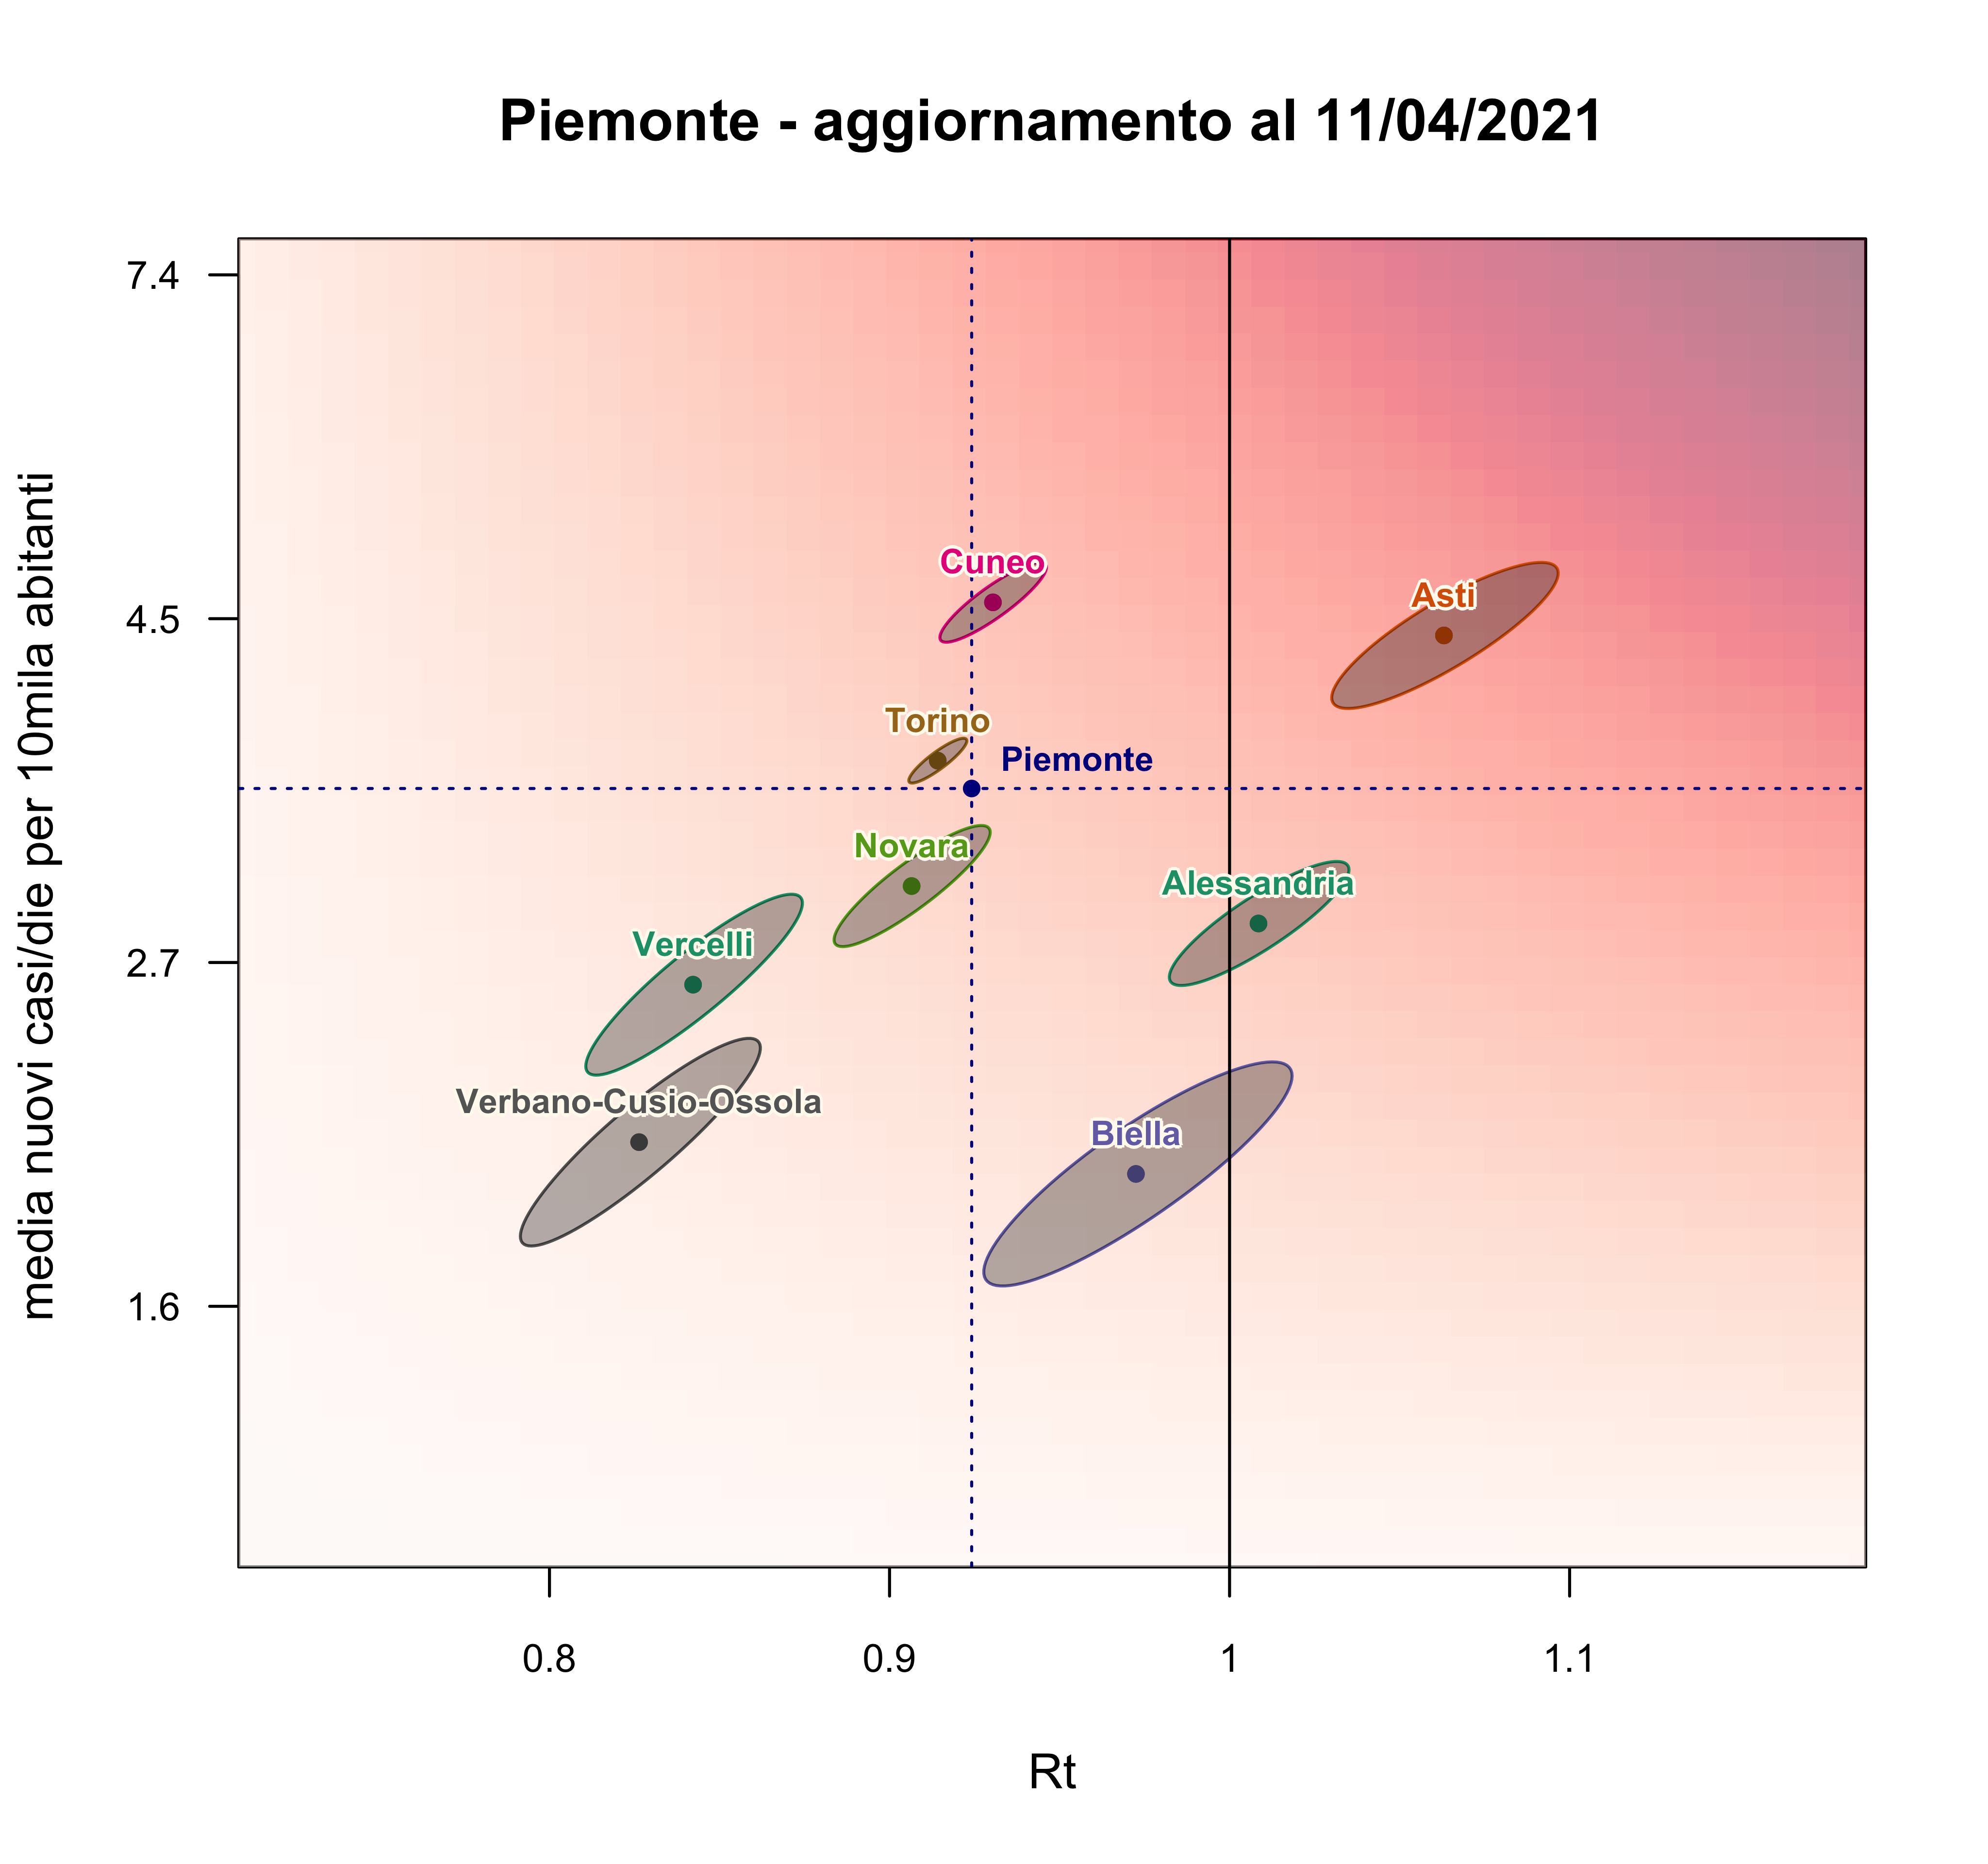 Piemonte - aggiornamento al 11/04/2021
media nuovi casi/die per 10mila abitanti
7.4
4.5
2.7
1.6
Cuneo
Asti
Torino
Piemonte
Novara
Alessandria
Vercelli
Verbano-Cusio-Ossola
Biella
0.8
0.9
1
1.1
Rt